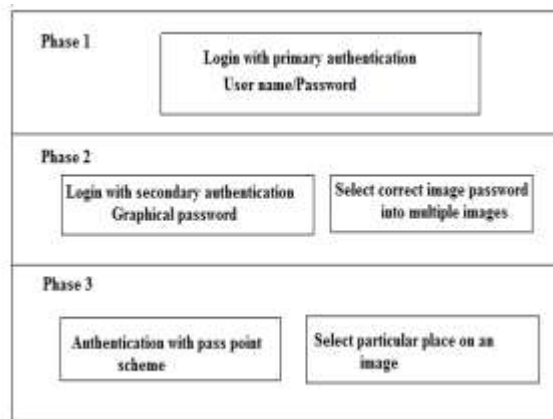 Phase 1
Login with primary authentication
User name/Password
Phase 2
Login with secondary authentication
Graphical password
Select correct image password
into multiple images
Phase 3
Authentication with pass point
scheme
Select particular place on an
image